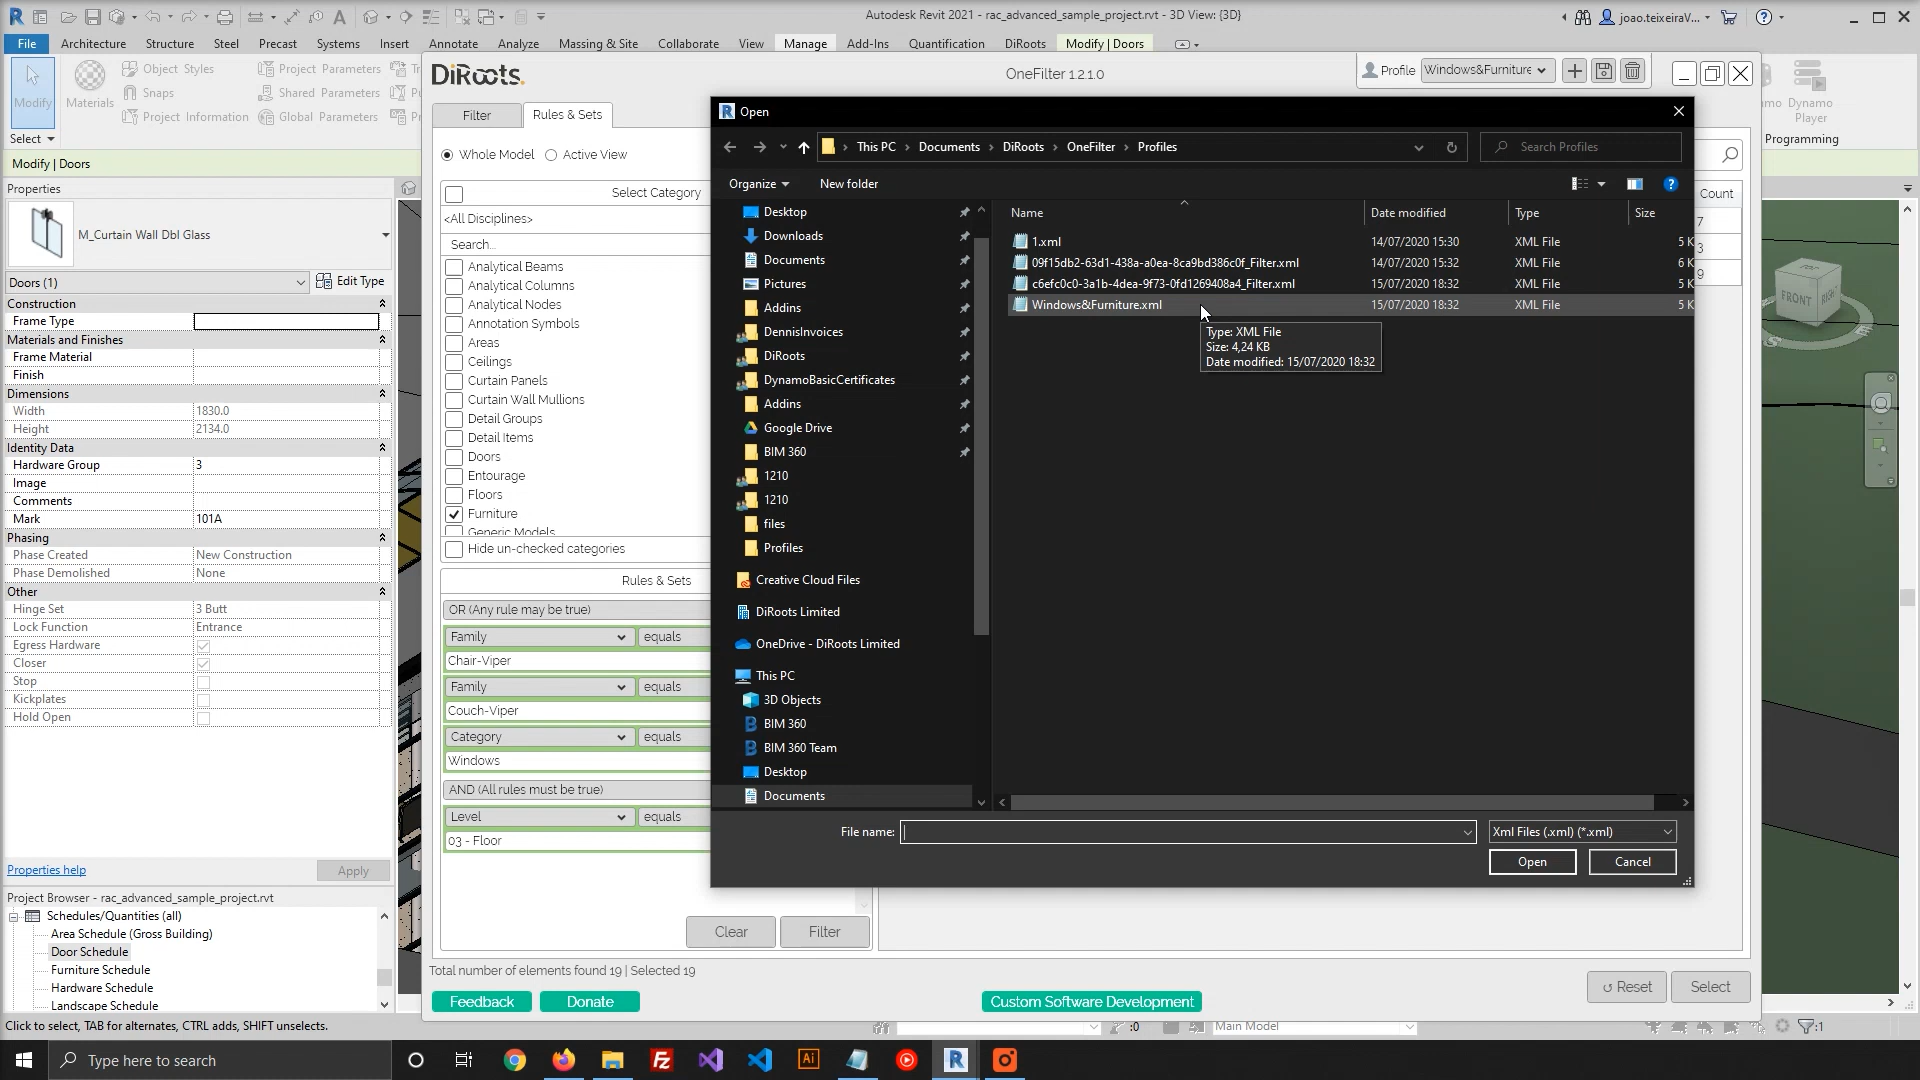 Autodesk Revit 2021 - rac_advanced_sample_project.rvt - 3D View: {3D}
joao.teixeiraV...
File Architecture Structure Steel Precast Systems Insert Annotate Analyze Massing & Site Collaborate View Manage Add-Ins Quantification DiRoots Modify | Doors
Modify
Select
Materials
Object Styles
Snaps
Project Information
Project Parameters
Shared Parameters
Global Parameters
Dynamo Player
Programming
Modify | Doors
Properties
M_Curtain Wall Dbl Glass
Doors (1)
Edit Type
Construction
Frame Type
Materials and Finishes
Frame Material
Finish
Dimensions
Width 1830.0
Height 2134.0
Identity Data
Hardware Group 3
Image
Comments
Mark 101A
Phasing
Phase Created New Construction
Phase Demolished None
Other
Hinge Set 3 Butt
Lock Function Entrance
Egress Hardware
Closer
Stop
Kickplates
Hold Open
Properties help
Apply
Project Browser - rac_advanced_sample_project.rvt
Schedules/Quantities (all)
Area Schedule (Gross Building)
Door Schedule
Furniture Schedule
Hardware Schedule
Landscape Schedule
Click to select, TAB for alternates, CTRL adds, SHIFT unselects.
DiRoots.
OneFilter 1.2.1.0
Profile Windows&Furniture
Filter
Rules & Sets
Whole Model
Active View
Select Category
<All Disciplines>
Search...
Analytical Beams
Analytical Columns
Analytical Nodes
Annotation Symbols
Areas
Ceilings
Curtain Panels
Curtain Wall Mullions
Detail Groups
Detail Items
Doors
Entourage
Floors
Furniture
Generic Models
Hide un-checked categories
Rules & Sets
OR (Any rule may be true)
Family equals
Chair-Viper
Family equals
Couch-Viper
Category equals
Windows
AND (All rules must be true)
Level equals
03 - Floor
Clear
Filter
Total number of elements found 19 | Selected 19
Feedback
Donate
Custom Software Development
Reset
Select
Count
7
3
9
Open
This PC
Documents
DiRoots
OneFilter
Profiles
Search Profiles
Organize
New folder
Desktop
Downloads
Documents
Pictures
Addins
DennisInvoices
DiRoots
DynamoBasicCertificates
Addins
Google Drive
BIM 360
1210
1210
files
Profiles
Creative Cloud Files
DiRoots Limited
OneDrive - DiRoots Limited
This PC
3D Objects
BIM 360
BIM 360 Team
Desktop
Documents
Name Date modified Type Size
1.xml 14/07/2020 15:30 XML File 5 K
09f15db2-63d1-438a-a0ea-8ca9bd386c0f_Filter.xml 14/07/2020 15:32 XML File 6 K
c6efc0c0-3a1b-4dea-9f73-0fd1269408a4_Filter.xml 15/07/2020 18:32 XML File 5 K
Windows&Furniture.xml 15/07/2020 18:32 XML File 5 K
Type: XML File
Size: 4,24 KB
Date modified: 15/07/2020 18:32
File name:
Xml Files (.xml) (*.xml)
Open
Cancel
TOP
FRONT
RIGHT
:0
Main Model
:1
Type here to search